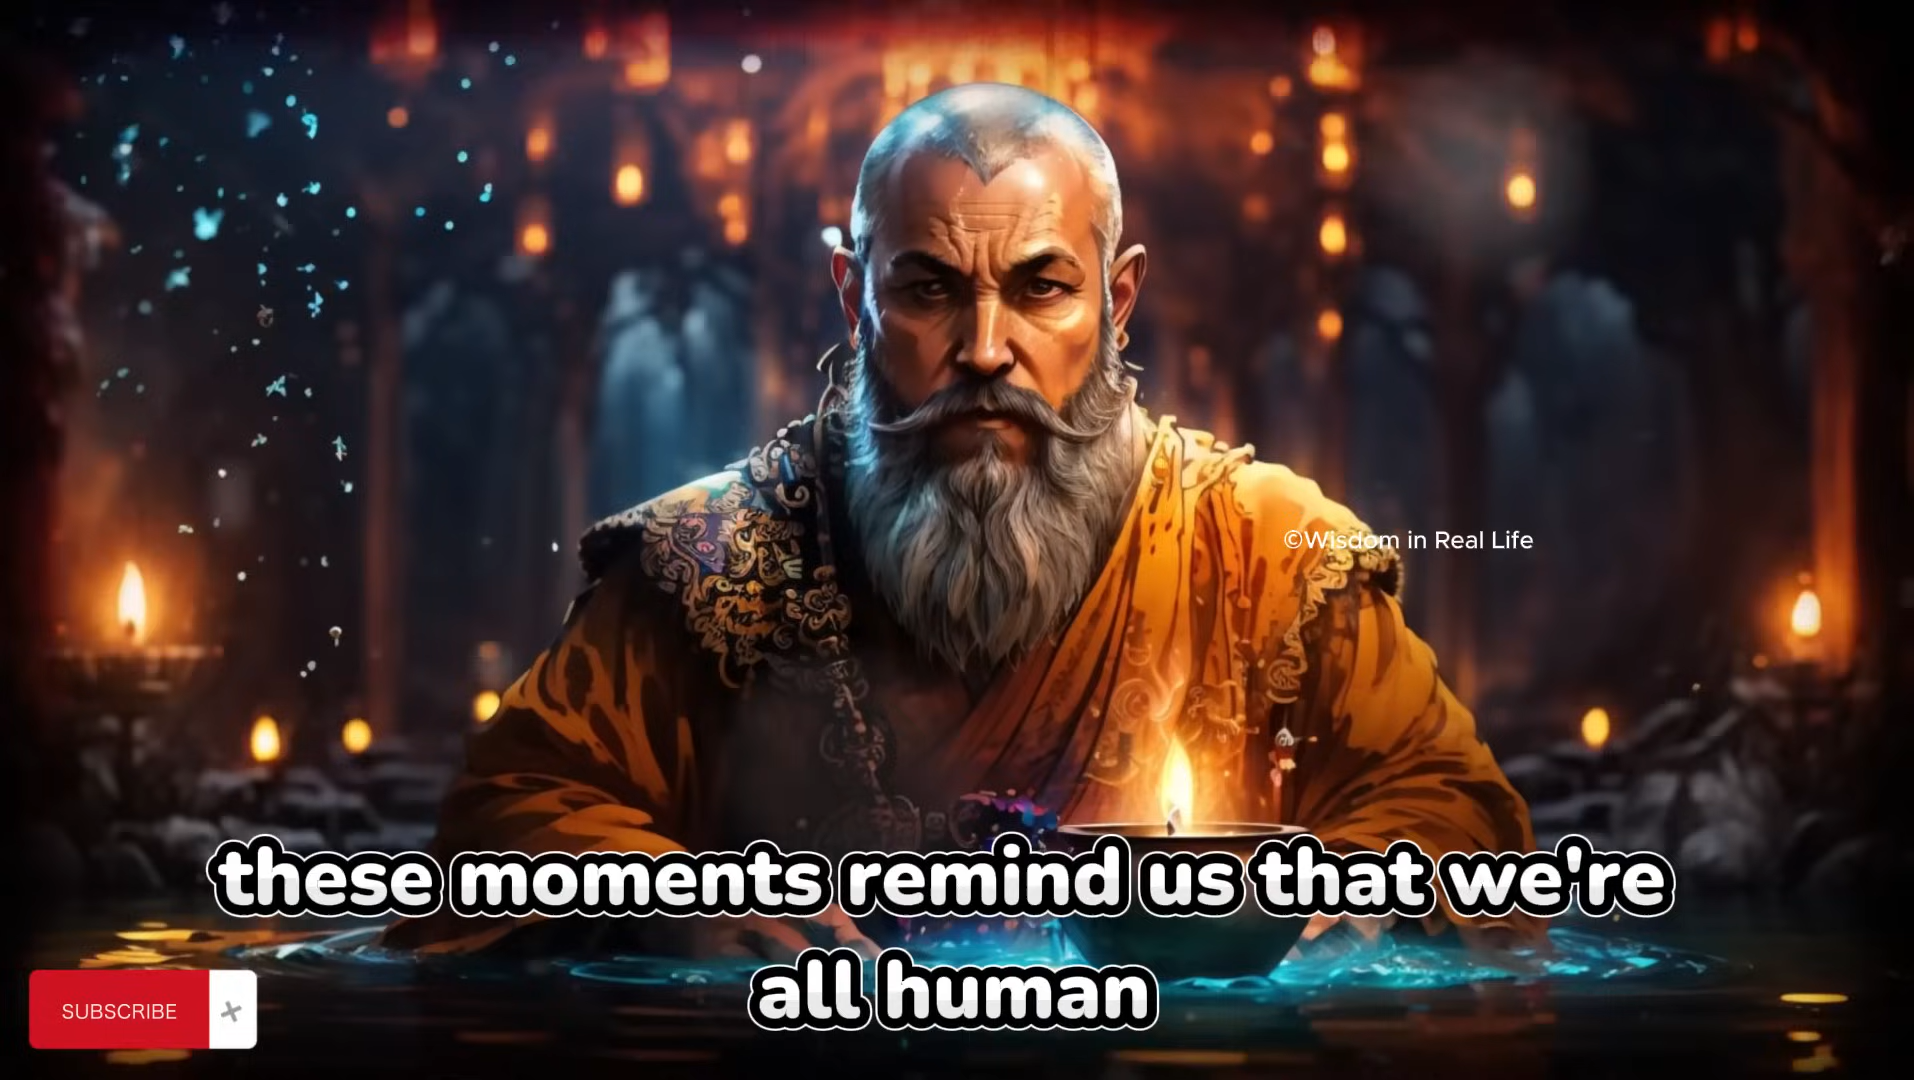 ©Wisdom in Real Life
these moments remind us that we're
all human
SUBSCRIBE